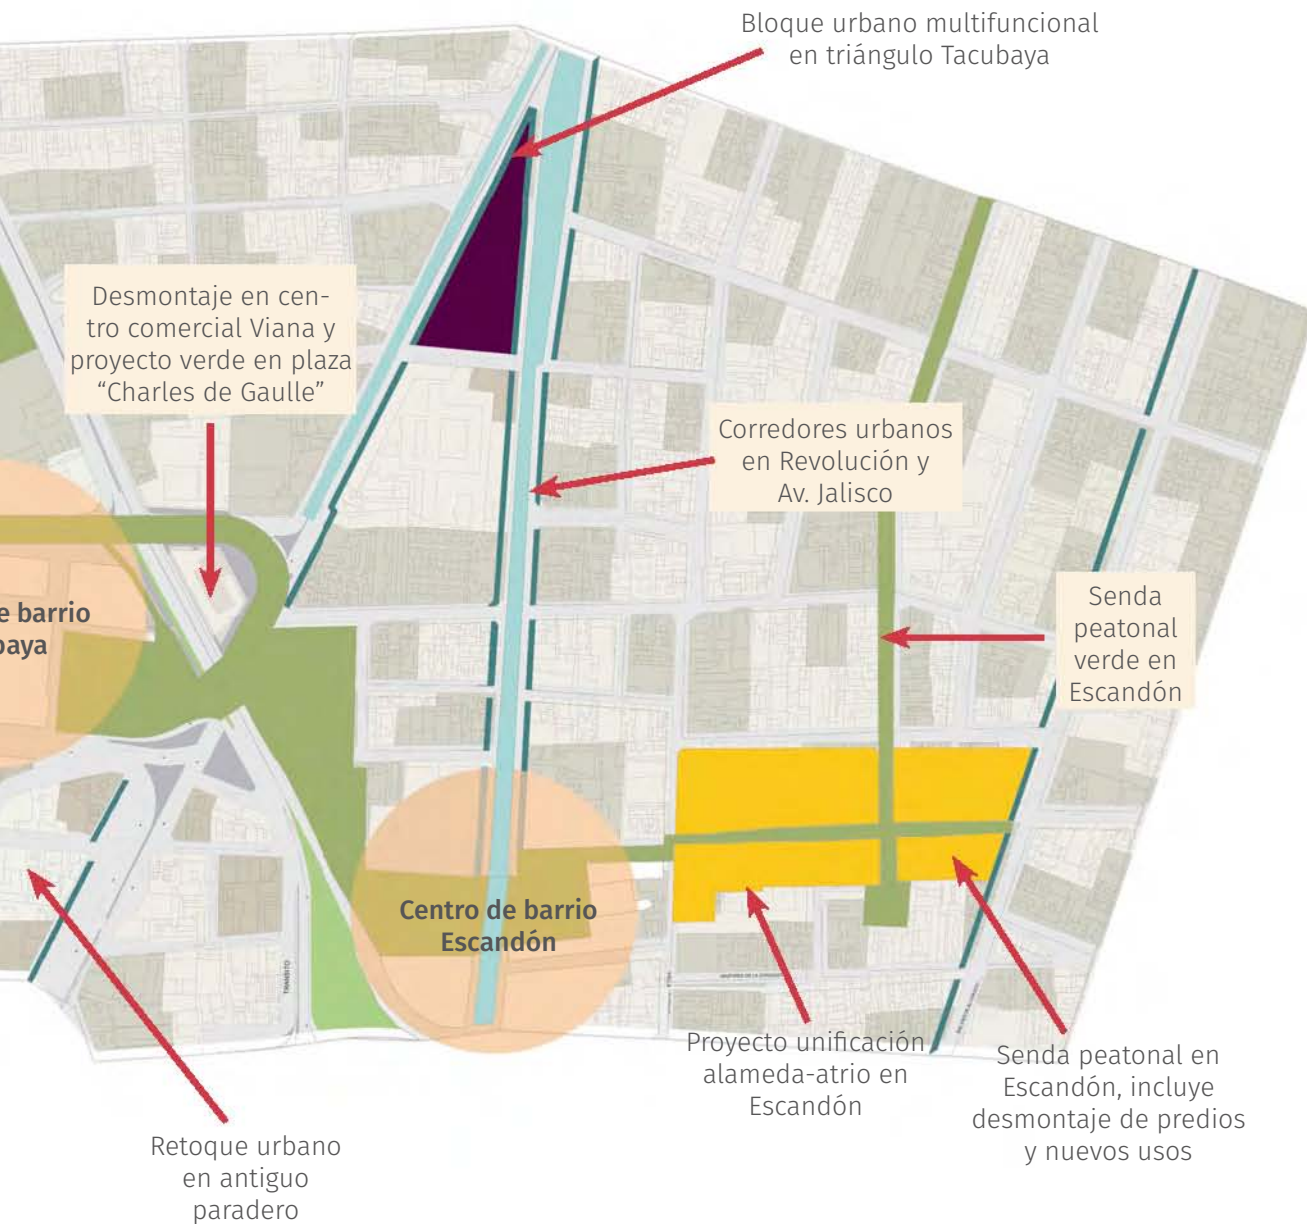 Bloque urbano multifuncional
en triángulo Tacubaya
Desmontaje en cen-
tro comercial Viana y
proyecto verde en plaza
“Charles de Gaulle”
Corredores urbanos
en Revolución y
Av. Jalisco
Senda
peatonal
verde en
Escandón
e barrio
baya
Centro de barrio
Escandón
TRANSITO
Proyecto unificación
alameda-atrio en
Escandón
Senda peatonal en
Escandón, incluye
desmontaje de predios
y nuevos usos
Retoque urbano
en antiguo
paradero